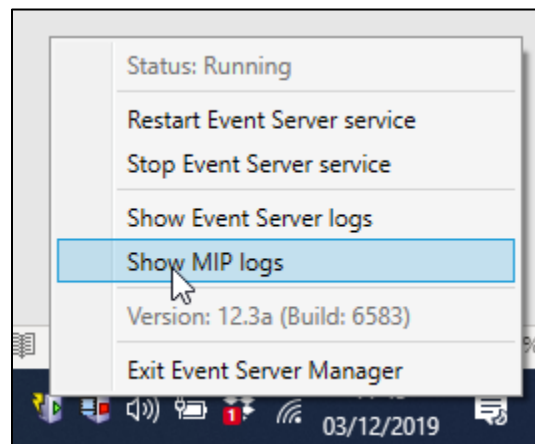 Status: Running
Restart Event Server service
Stop Event Server service
Show Event Server logs
Show MIP logs
Version: 12.3a (Build: 6583)
Exit Event Server Manager
1
03/12/2019